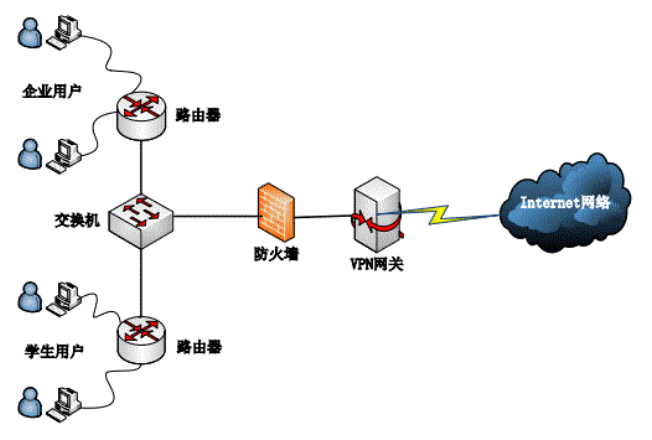 企业用户
路由器
交换机
防火墙
VPN网关
Internet网络
学生用户
路由器